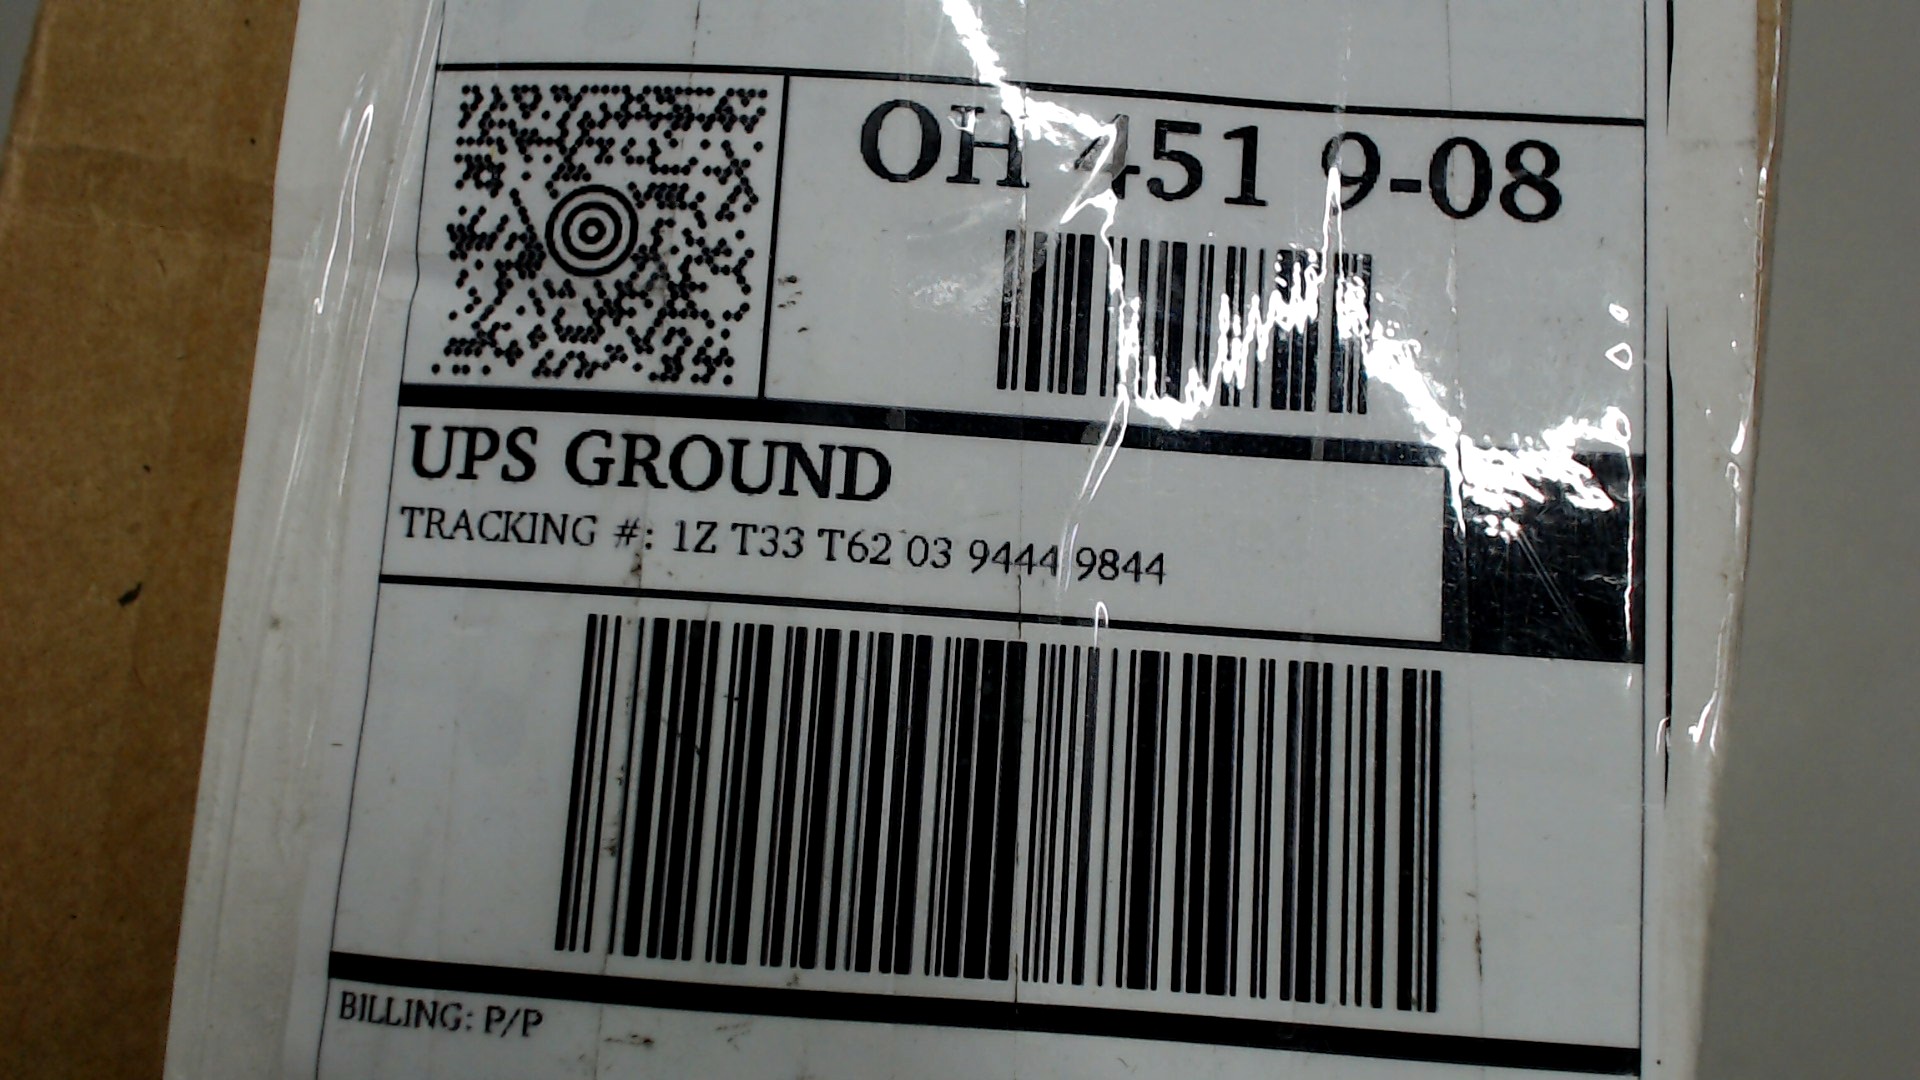 OH 451 9-08
UPS GROUND
TRACKING #: 1Z T33 T62 03 9444 9844
BILLING: P/P